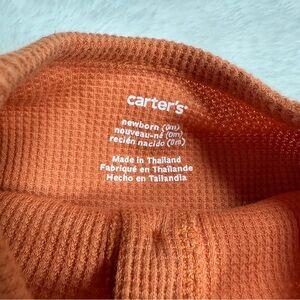 carter's
newborn (0m)
nouveau-né (0m)
recién nacido (0m)
Made in Thailand
Fabriqué en Thaïlande
Hecho en Tailandia